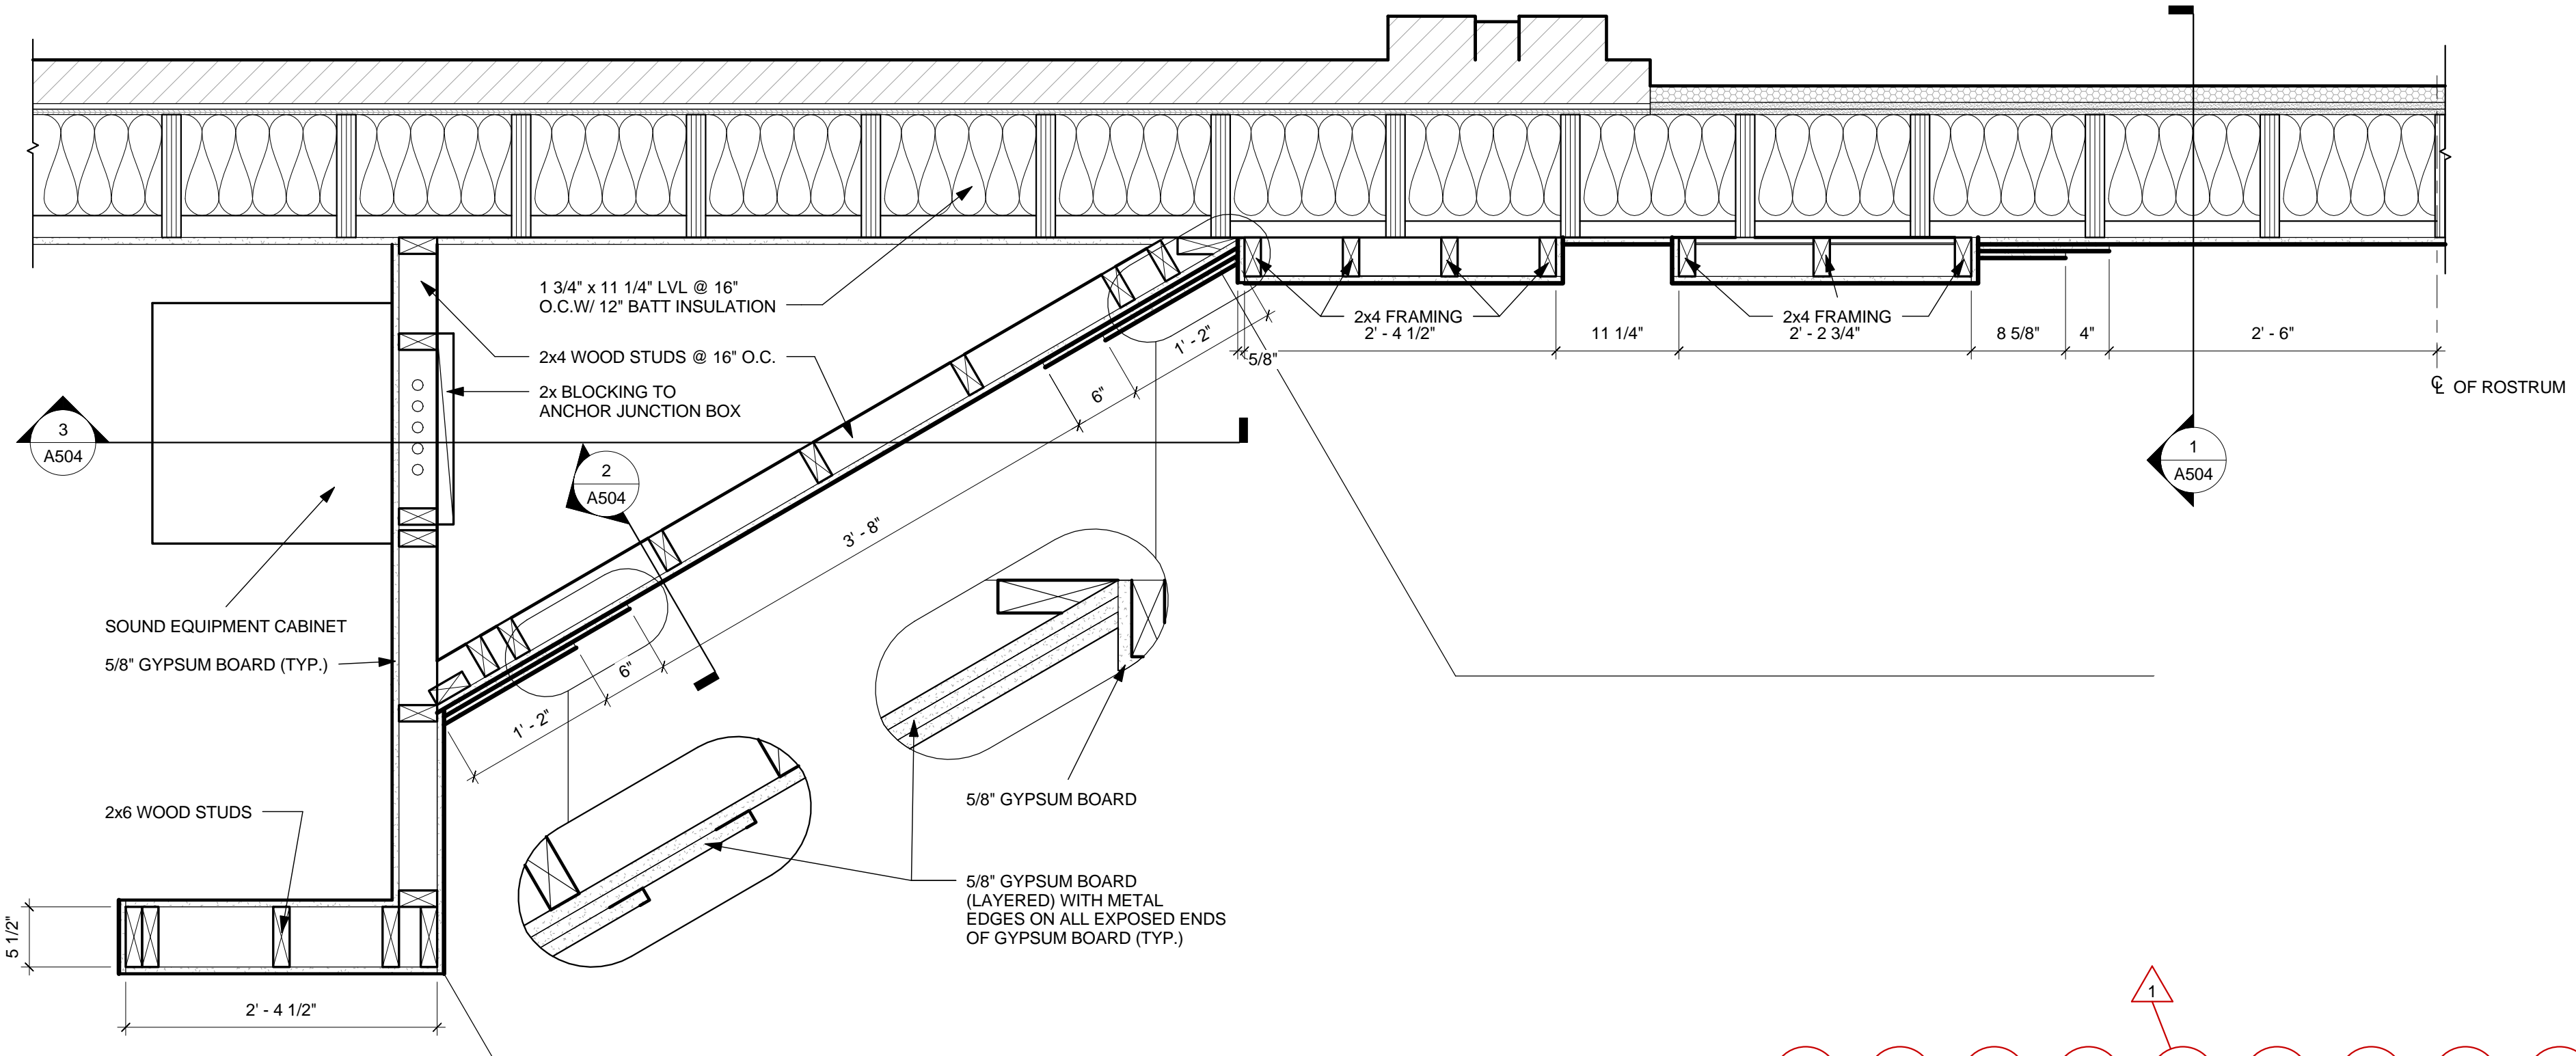 1 3/4" x 11 1/4" LVL @ 16"
O.C.W/ 12" BATT INSULATION
2x4 WOOD STUDS @ 16" O.C.
2x BLOCKING TO
ANCHOR JUNCTION BOX
3
A504
2
A504
1
A504
2x4 FRAMING
2' - 4 1/2"
11 1/4"
2x4 FRAMING
2' - 2 3/4"
8 5/8"
4"
2' - 6"
5/8"
℄ OF ROSTRUM
1' - 2"
6"
3' - 8"
6"
1' - 2"
SOUND EQUIPMENT CABINET
5/8" GYPSUM BOARD (TYP.)
2x6 WOOD STUDS
5/8" GYPSUM BOARD
5/8" GYPSUM BOARD
(LAYERED) WITH METAL
EDGES ON ALL EXPOSED ENDS
OF GYPSUM BOARD (TYP.)
5 1/2"
2' - 4 1/2"
1